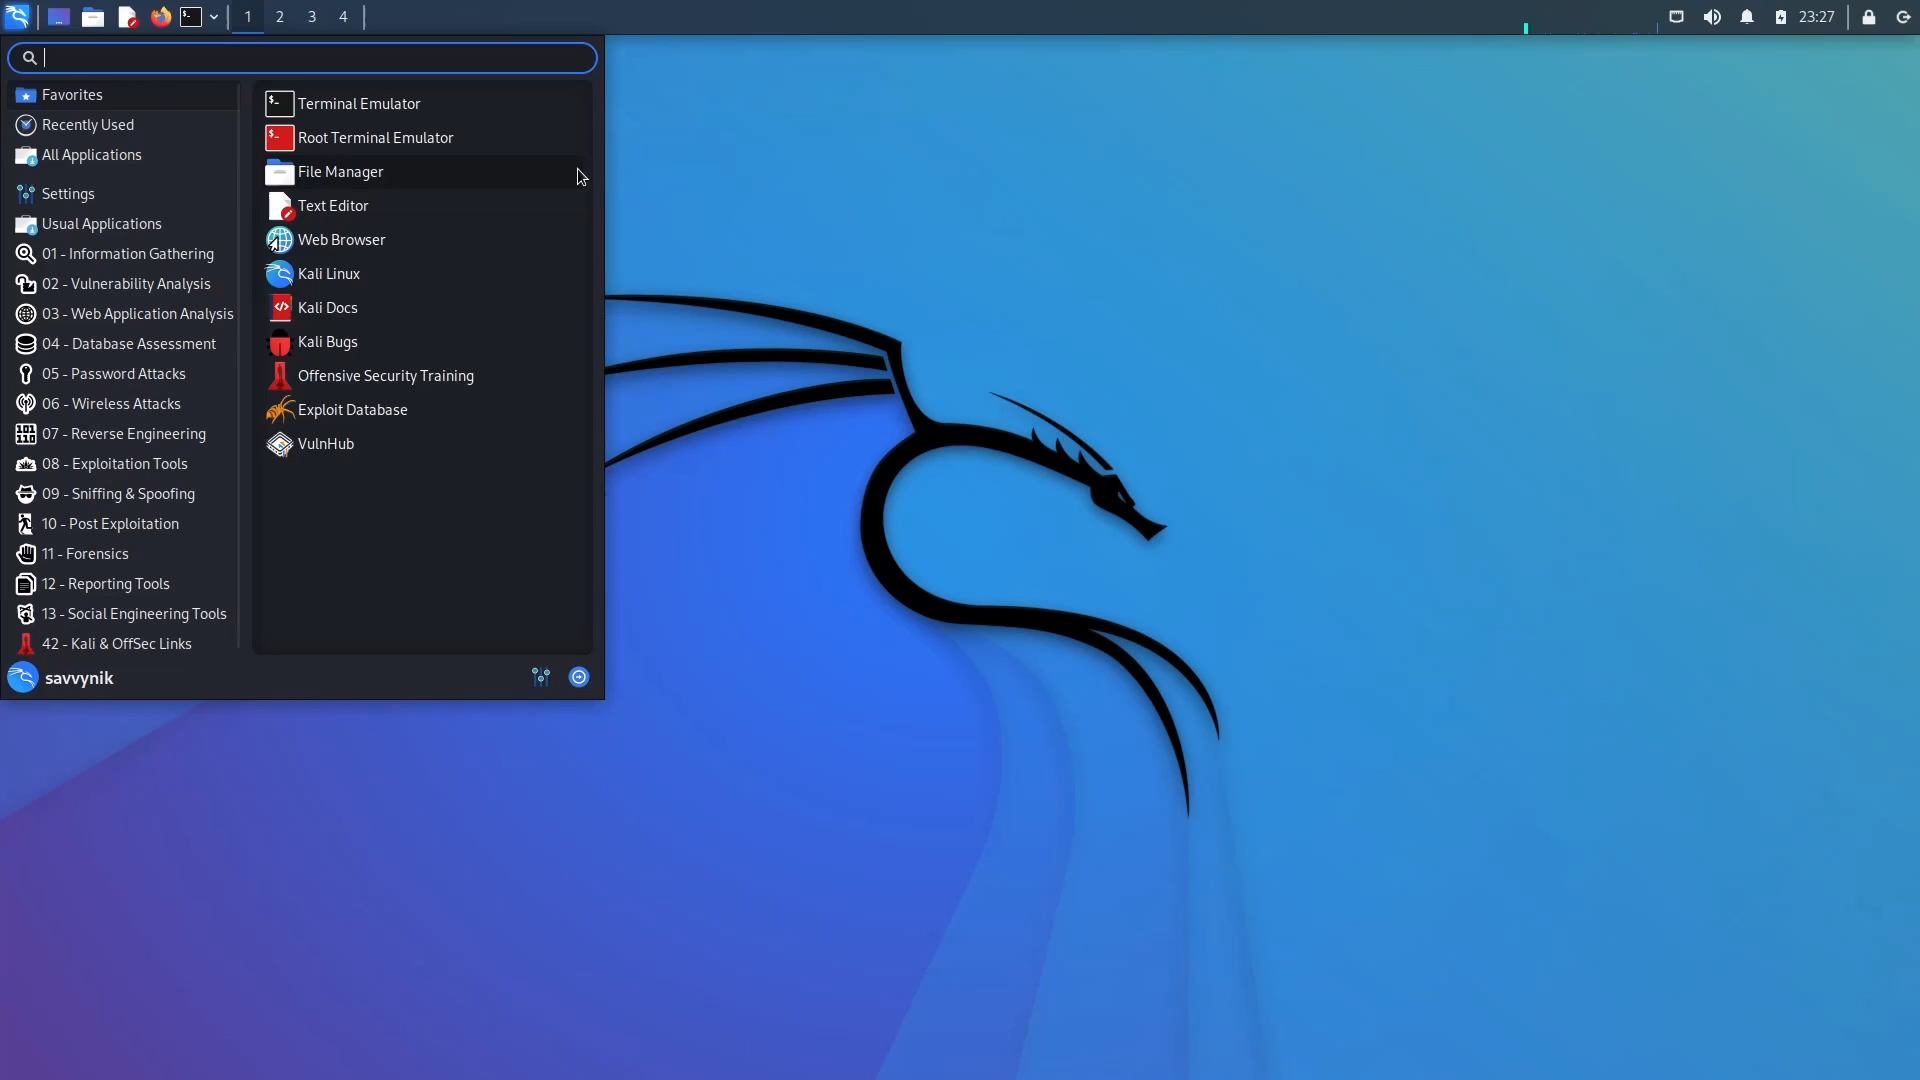 1 2 3 4 23:27
Favorites
Recently Used
All Applications
Settings
Usual Applications
01 - Information Gathering
02 - Vulnerability Analysis
03 - Web Application Analysis
04 - Database Assessment
05 - Password Attacks
06 - Wireless Attacks
07 - Reverse Engineering
08 - Exploitation Tools
09 - Sniffing & Spoofing
10 - Post Exploitation
11 - Forensics
12 - Reporting Tools
13 - Social Engineering Tools
42 - Kali & OffSec Links
Terminal Emulator
Root Terminal Emulator
File Manager
Text Editor
Web Browser
Kali Linux
Kali Docs
Kali Bugs
Offensive Security Training
Exploit Database
VulnHub
savvynik